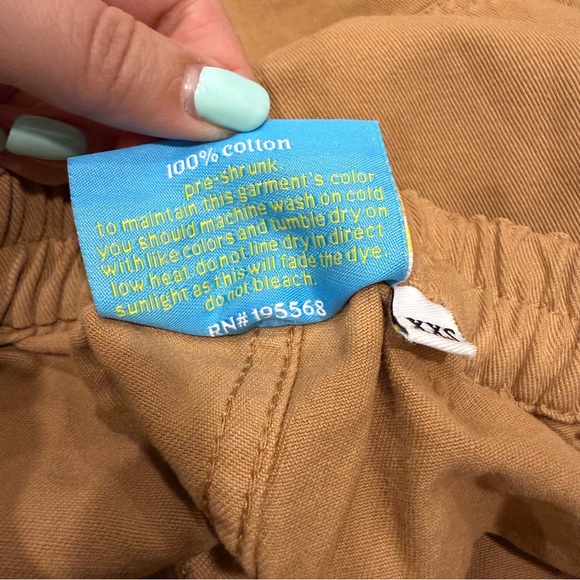 100% cotton
pre-shrunk
to maintain this garment's color
you should machine wash on cold
with like colors and tumble dry on
low heat. do not line dry in direct
sunlight as this will fade the dye.
do not bleach.
RN# 195568
XXS